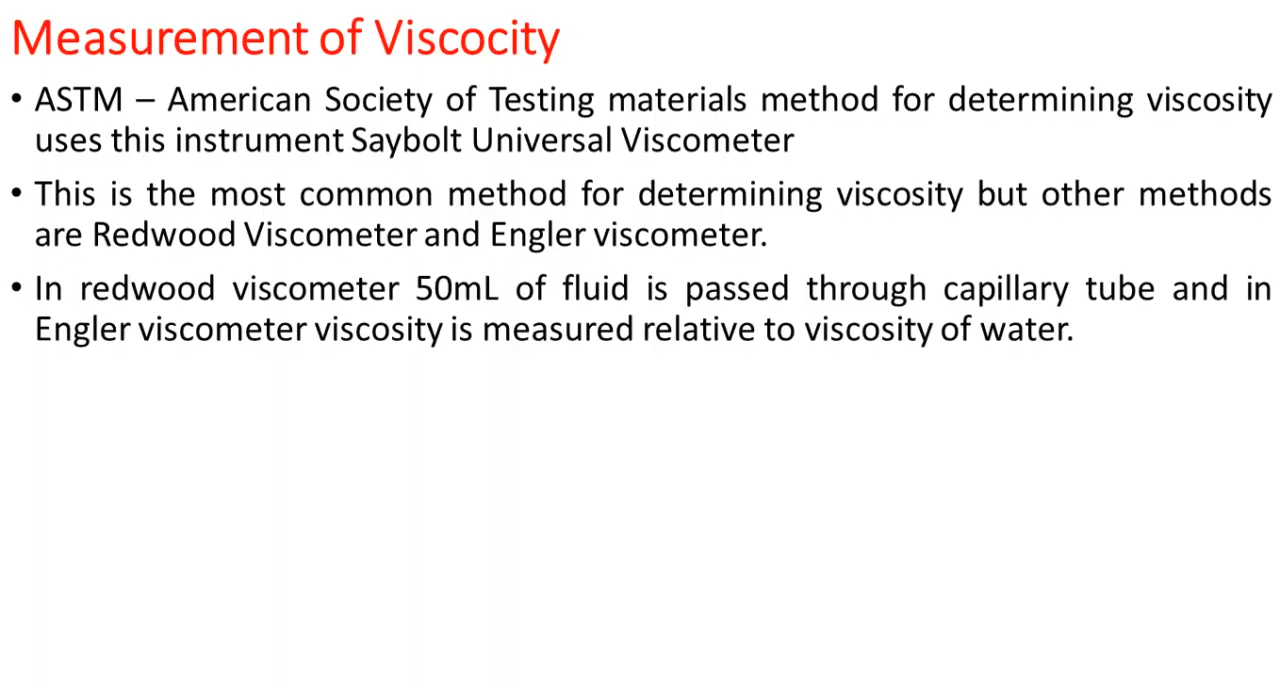 Measurement of Viscocity
• ASTM – American Society of Testing materials method for determining viscosity
uses this instrument Saybolt Universal Viscometer
• This is the most common method for determining viscosity but other methods
are Redwood Viscometer and Engler viscometer.
• In redwood viscometer 50mL of fluid is passed through capillary tube and in
Engler viscometer viscosity is measured relative to viscosity of water.